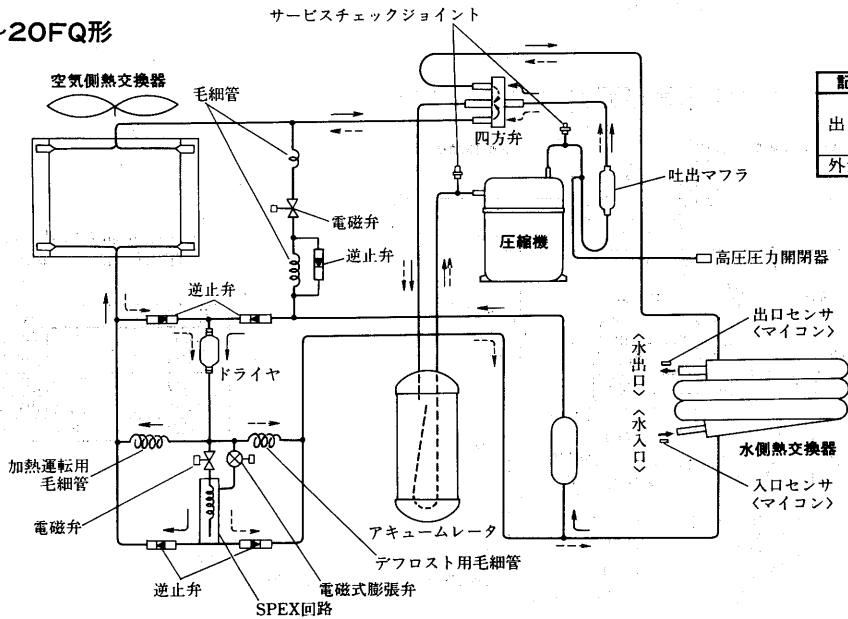 サービスチェックジョイント
~20FQ形
空気側熱交換器
毛細管
四方弁
出
外
吐出マフラ
電磁弁
圧縮機
逆止弁
高圧圧力開閉器
逆止弁
出口センサ
〈マイコン〉
〈水出口〉
ドライヤ
〈水入口〉
水側熱交換器
加熱運転用
毛細管
入口センサ
〈マイコン〉
電磁弁
アキュームレータ
デフロスト用毛細管
逆止弁
電磁式膨張弁
SPEX回路